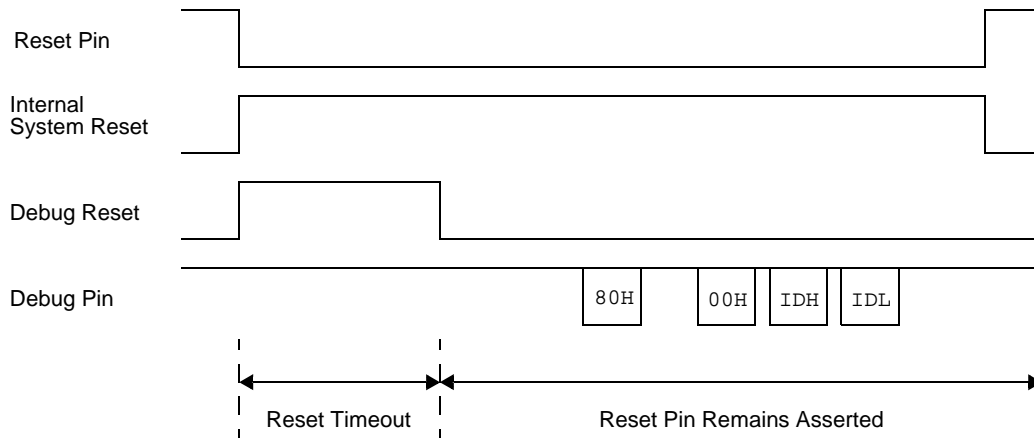 Reset Pin
Internal
System Reset
Debug Reset
Debug Pin
80H
00H
IDH
IDL
Reset Timeout
Reset Pin Remains Asserted